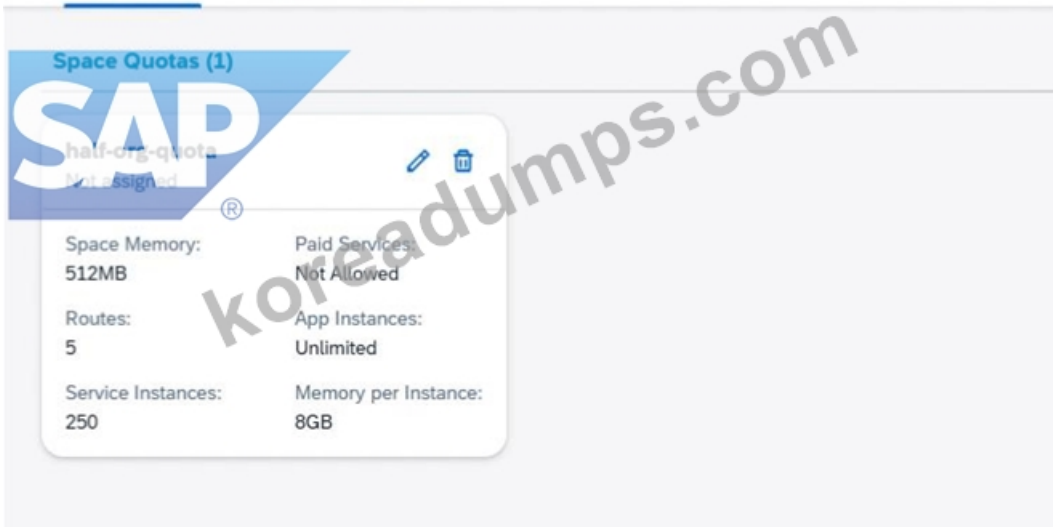 Space Quotas (1)
SAP
®
half-org-quota
Not assigned
koreadumps.com
Space Memory:
512MB
Paid Services:
Not Allowed
Routes:
5
App Instances:
Unlimited
Service Instances:
250
Memory per Instance:
8GB